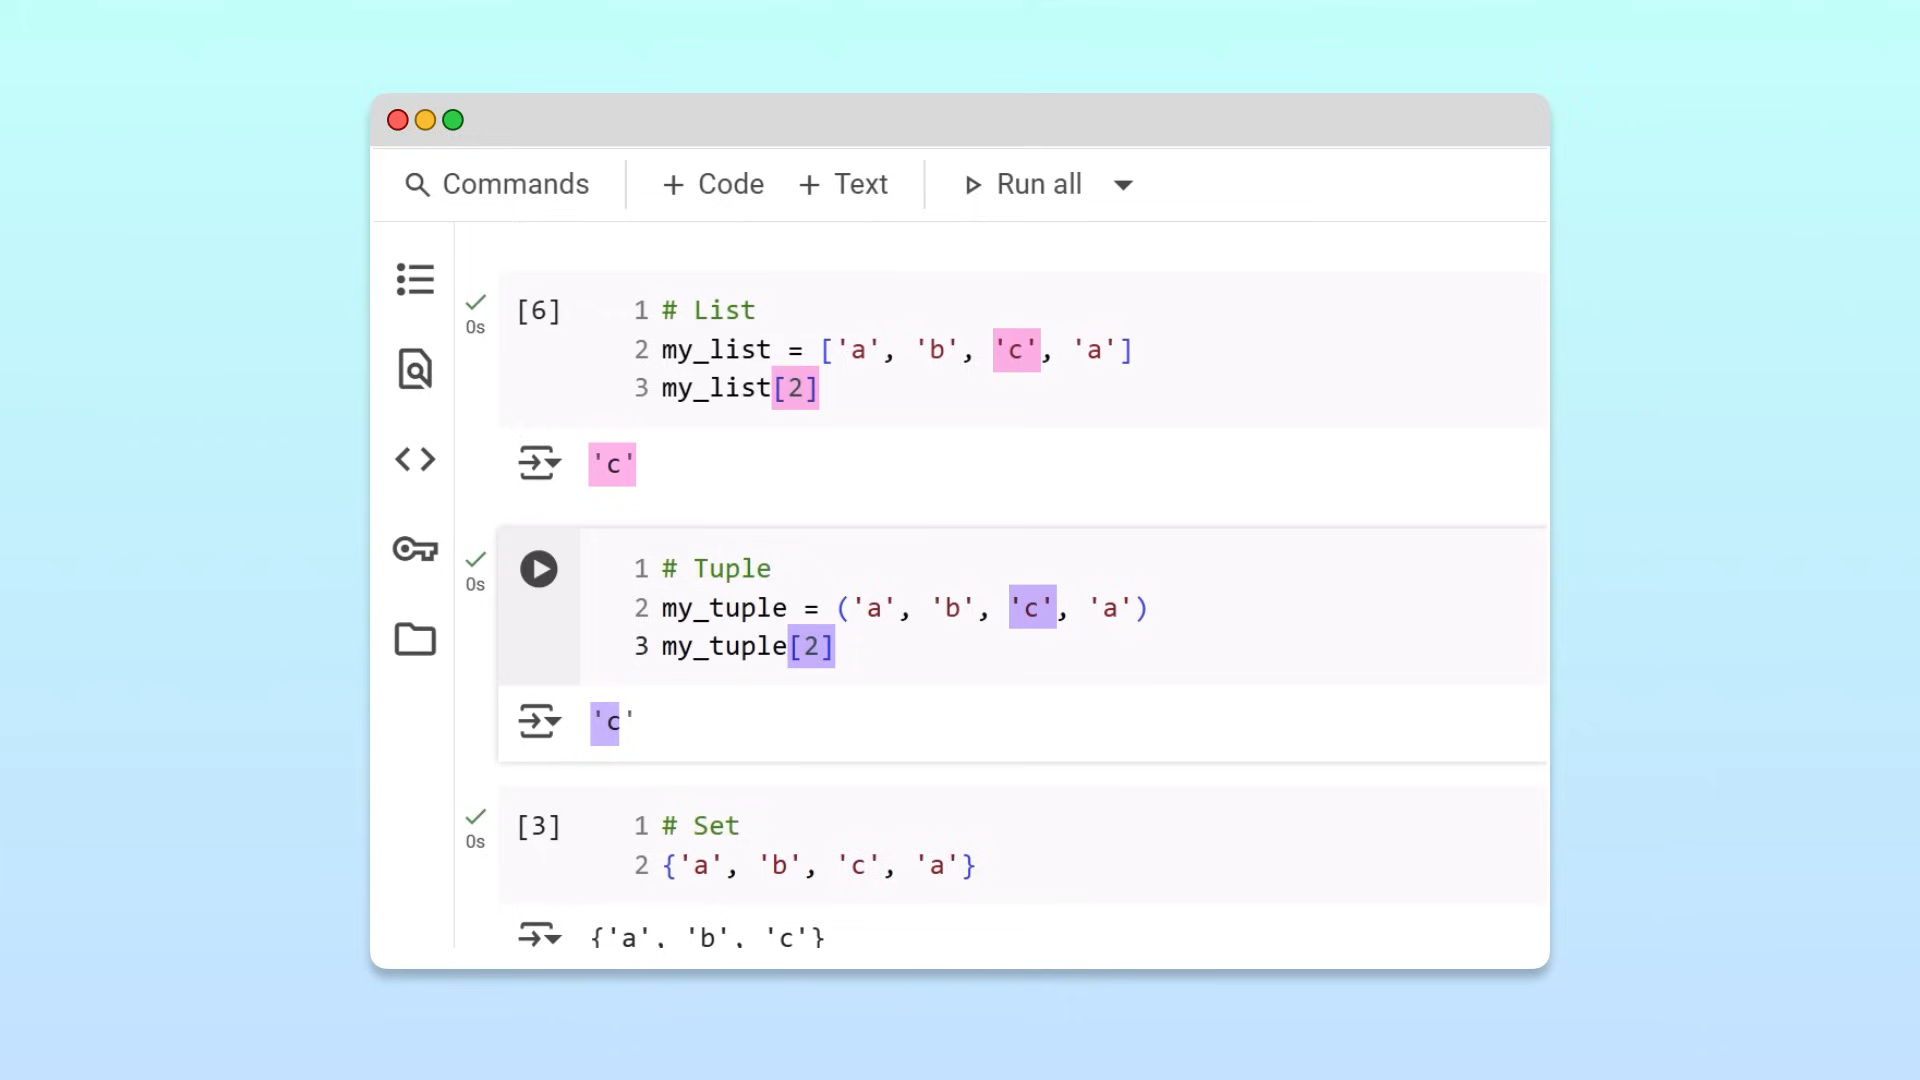 Commands + Code + Text Run all
[6] 1 # List
0s 2 my_list = ['a', 'b', 'c', 'a']
3 my_list[2]
'c'
1 # Tuple
0s 2 my_tuple = ('a', 'b', 'c', 'a')
3 my_tuple[2]
'c'
[3] 1 # Set
0s 2 {'a', 'b', 'c', 'a'}
{'a', 'b', 'c'}